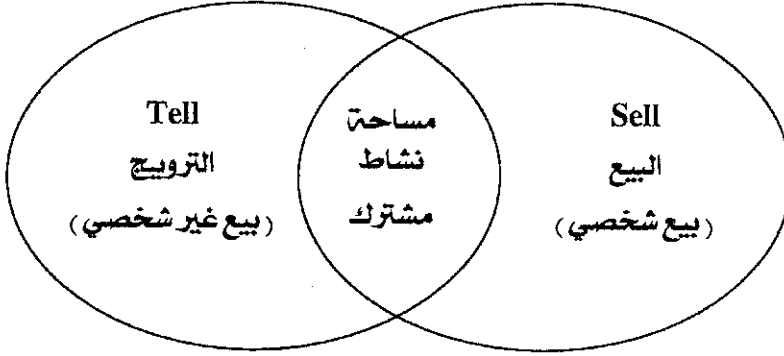 Tell
الترويج
(بيع غير شخصي)
مساحة
نشاط
مشترك
Sell
البيع
(بيع شخصي)